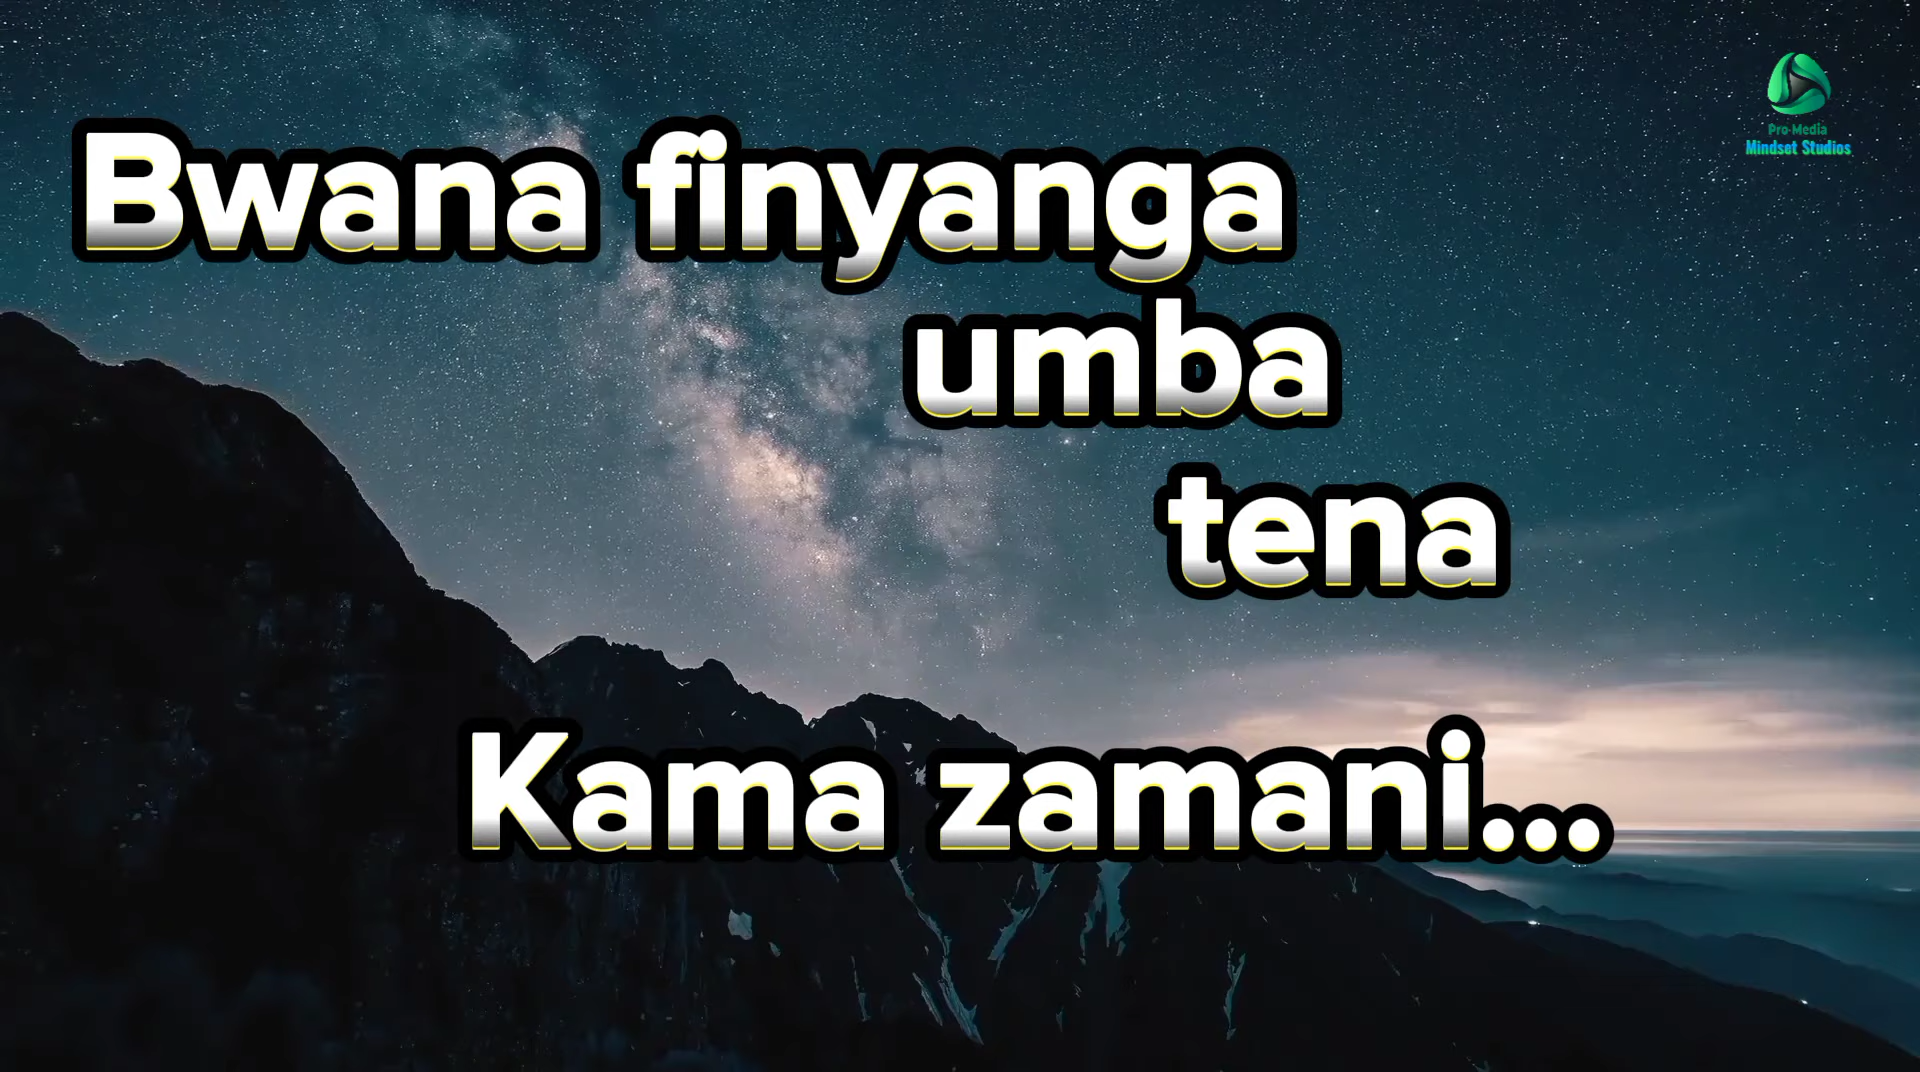 Pro-Media
Mindset Studios
Bwana finyanga
umba
tena
Kama zamani...